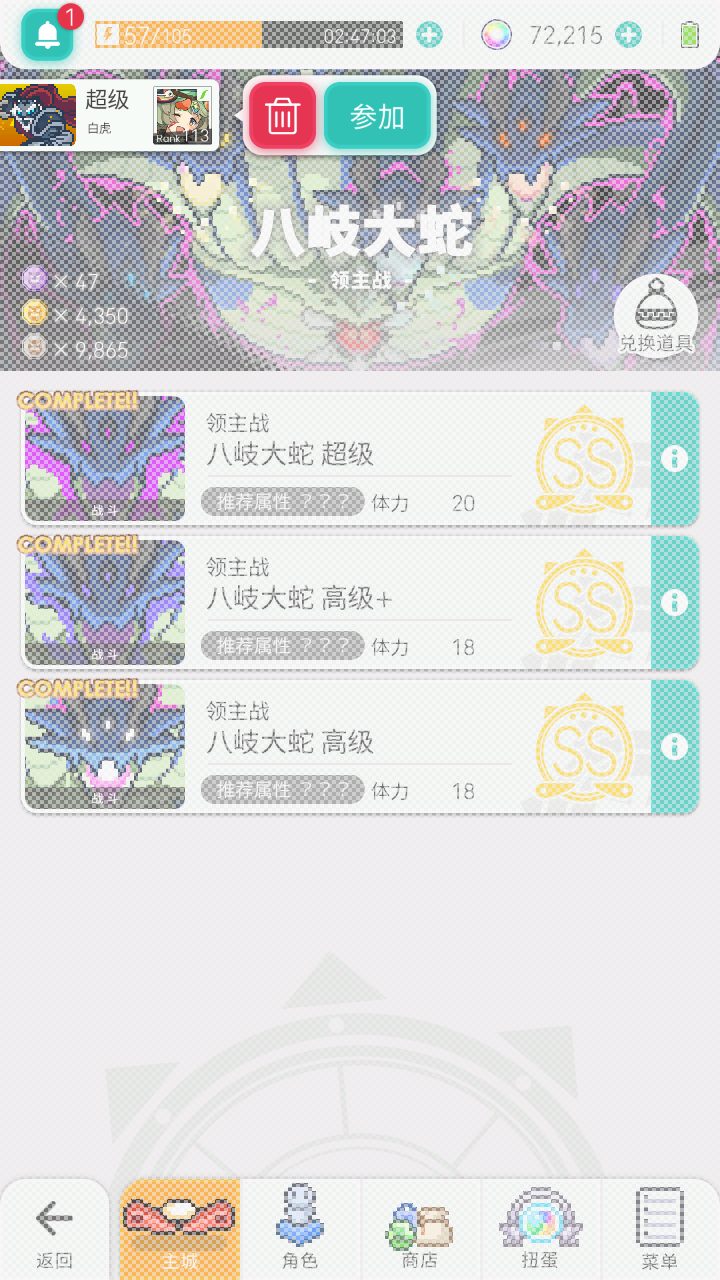 1
57/105
02:47:03
72,215
超级
白虎
Rank 113
参加
八岐大蛇
- 领主战 -
× 47
× 4,350
× 9,865
兑换道具
COMPLETE!!
领主战
八岐大蛇 超级
战斗
推荐属性 ？？？
体力 20
SS
COMPLETE!!
领主战
八岐大蛇 高级+
战斗
推荐属性 ？？？
体力 18
SS
COMPLETE!!
领主战
八岐大蛇 高级
战斗
推荐属性 ？？？
体力 18
SS
返回
主城
角色
商店
扭蛋
菜单